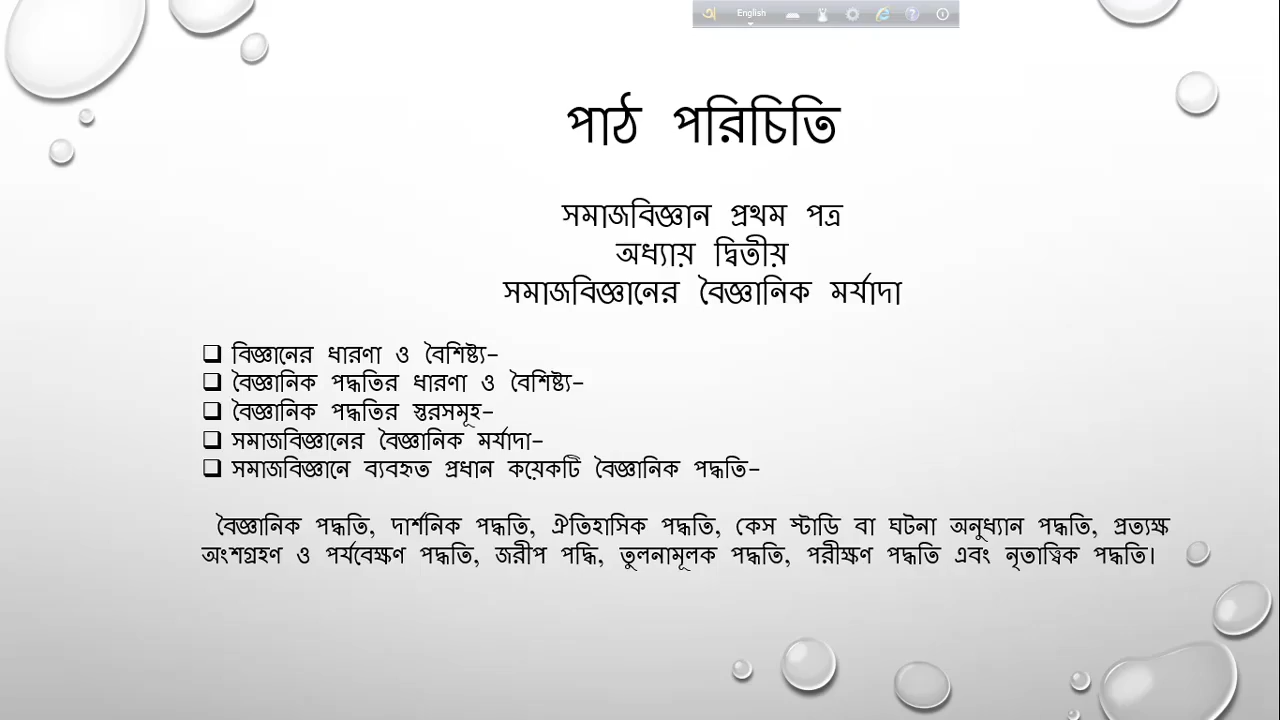 English
পাঠ পরিচিতি
সমাজবিজ্ঞান প্রথম পত্র
অধ্যায় দ্বিতীয়
সমাজবিজ্ঞানের বৈজ্ঞানিক মর্যাদা
বিজ্ঞানের ধারণা ও বৈশিষ্ট্য–
বৈজ্ঞানিক পদ্ধতির ধারণা ও বৈশিষ্ট্য–
বৈজ্ঞানিক পদ্ধতির স্তরসমূহ–
সমাজবিজ্ঞানের বৈজ্ঞানিক মর্যাদা–
সমাজবিজ্ঞানে ব্যবহৃত প্রধান কয়েকটি বৈজ্ঞানিক পদ্ধতি–
বৈজ্ঞানিক পদ্ধতি, দার্শনিক পদ্ধতি, ঐতিহাসিক পদ্ধতি, কেস স্টাডি বা ঘটনা অনুধ্যান পদ্ধতি, প্রত্যক্ষ
অংশগ্রহণ ও পর্যবেক্ষণ পদ্ধতি, জরীপ পদ্ধি, তুলনামূলক পদ্ধতি, পরীক্ষণ পদ্ধতি এবং নৃতাত্ত্বিক পদ্ধতি।